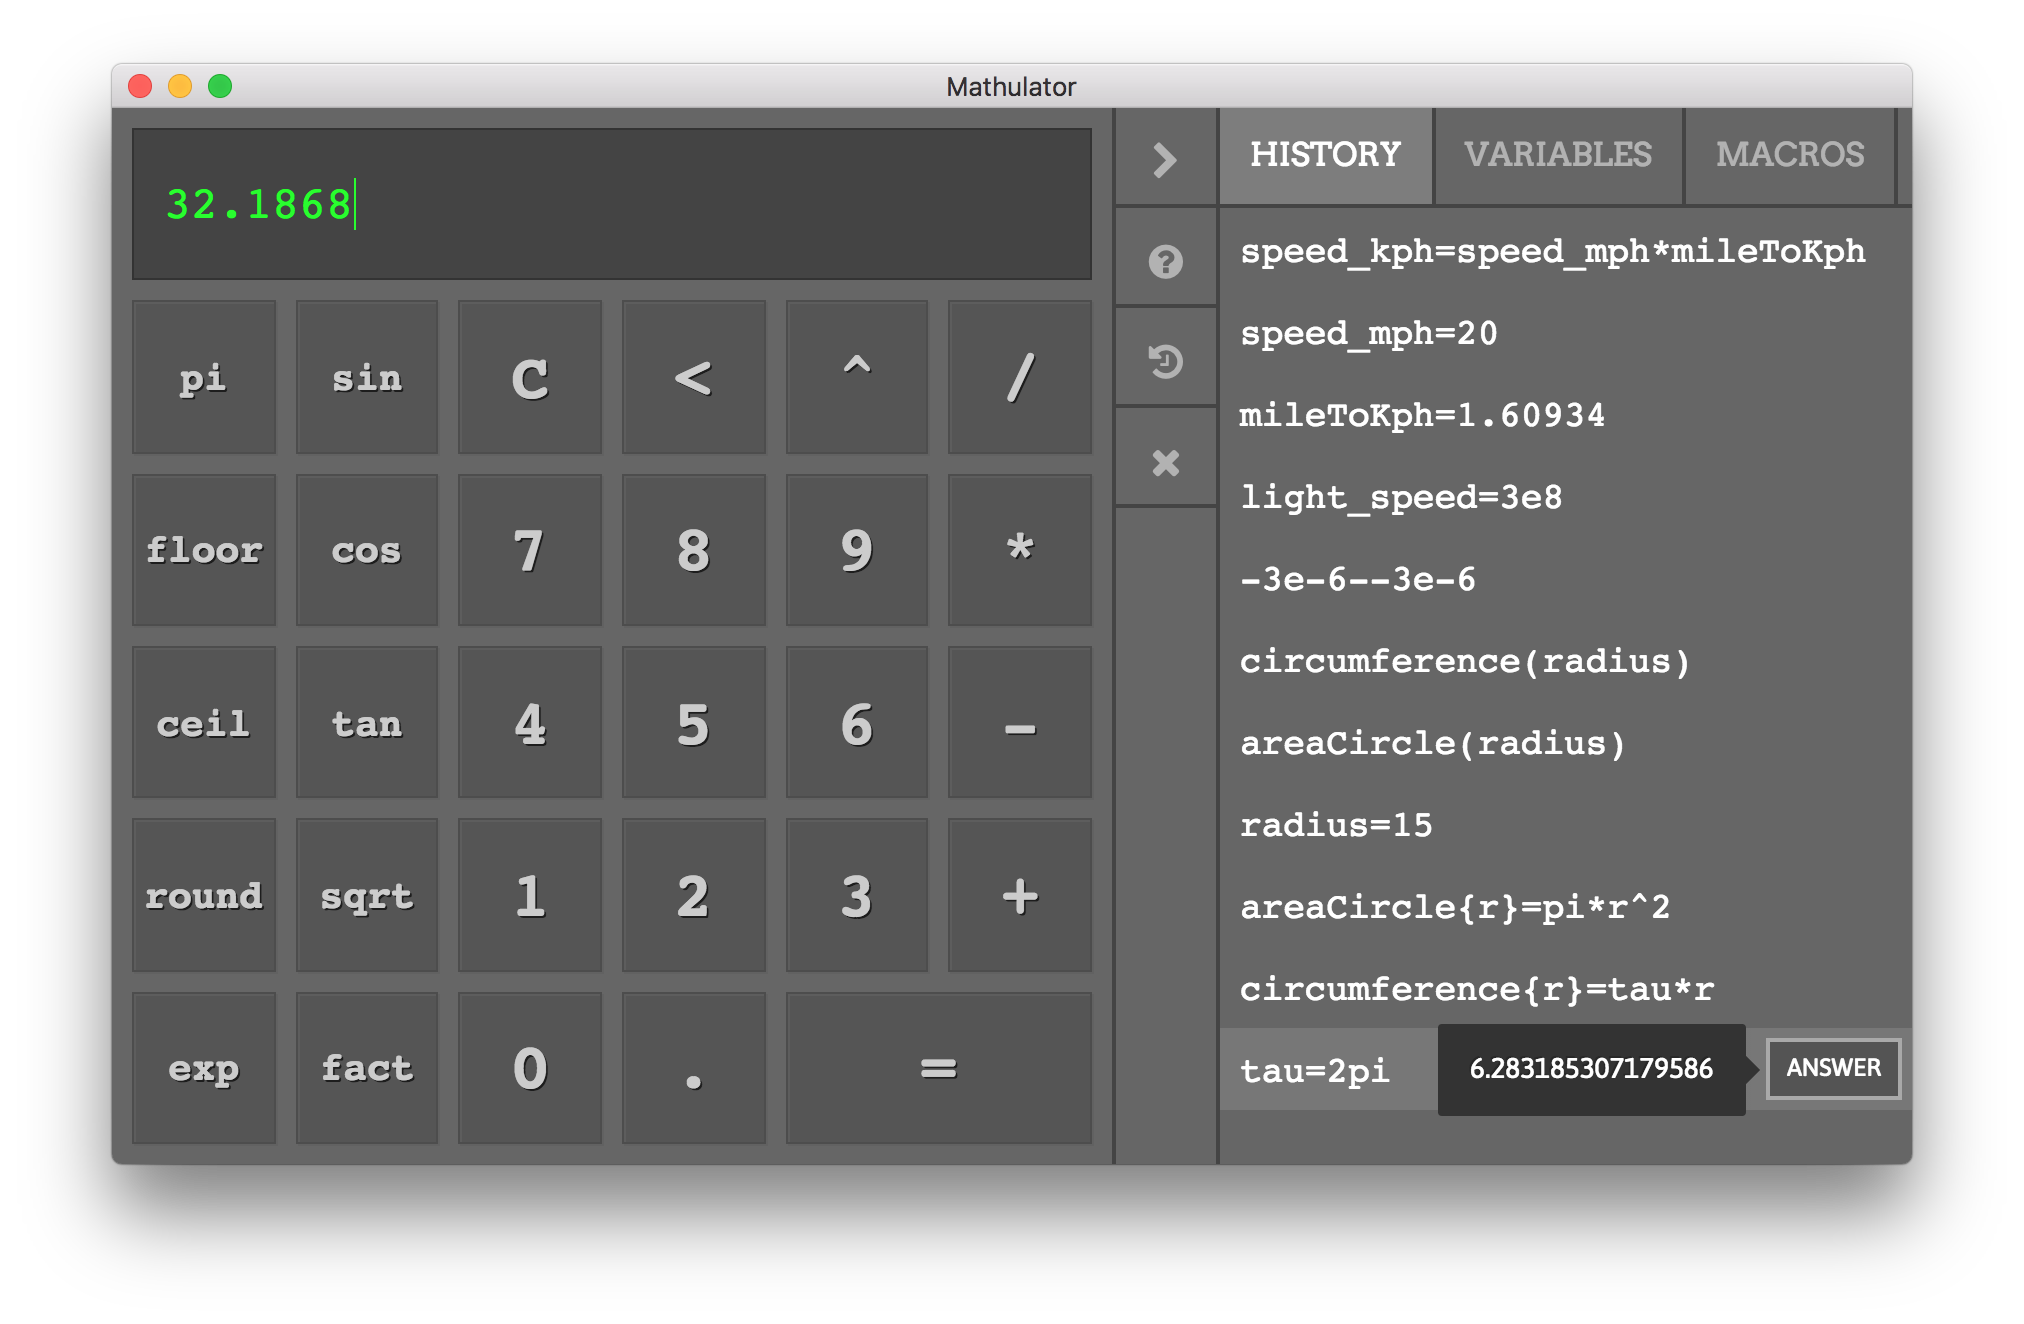 Mathulator
32.1868
HISTORY VARIABLES MACROS
pi sin C < ^ /
floor cos 7 8 9 *
ceil tan 4 5 6 -
round sqrt 1 2 3 +
exp fact 0 . =
?
speed_kph=speed_mph*mileToKph
speed_mph=20
mileToKph=1.60934
light_speed=3e8
-3e-6--3e-6
circumference(radius)
areaCircle(radius)
radius=15
areaCircle{r}=pi*r^2
circumference{r}=tau*r
tau=2pi 6.283185307179586 ANSWER